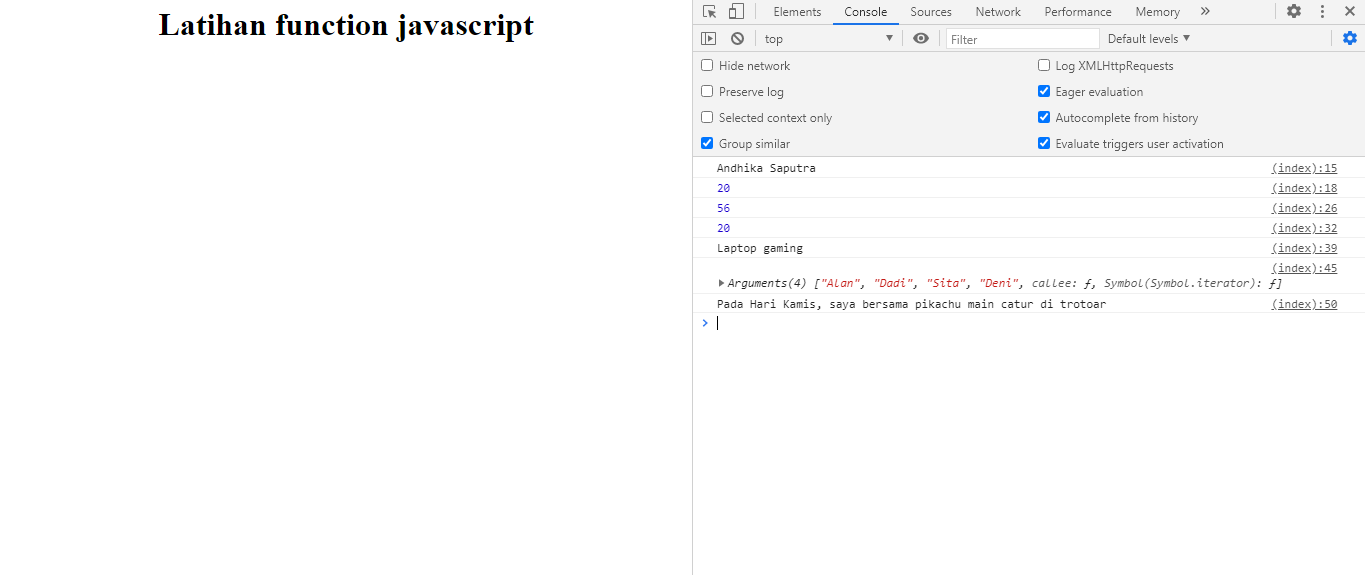 Latihan function javascript
Elements Console Sources Network Performance Memory »
top ▼ Filter Default levels ▼
Hide network Log XMLHttpRequests
Preserve log Eager evaluation
Selected context only Autocomplete from history
Group similar Evaluate triggers user activation
Andhika Saputra (index):15
20 (index):18
56 (index):26
20 (index):32
Laptop gaming (index):39
(index):45
Arguments(4) ["Alan", "Dadi", "Sita", "Deni", callee: ƒ, Symbol(Symbol.iterator): ƒ]
Pada Hari Kamis, saya bersama pikachu main catur di trotoar (index):50